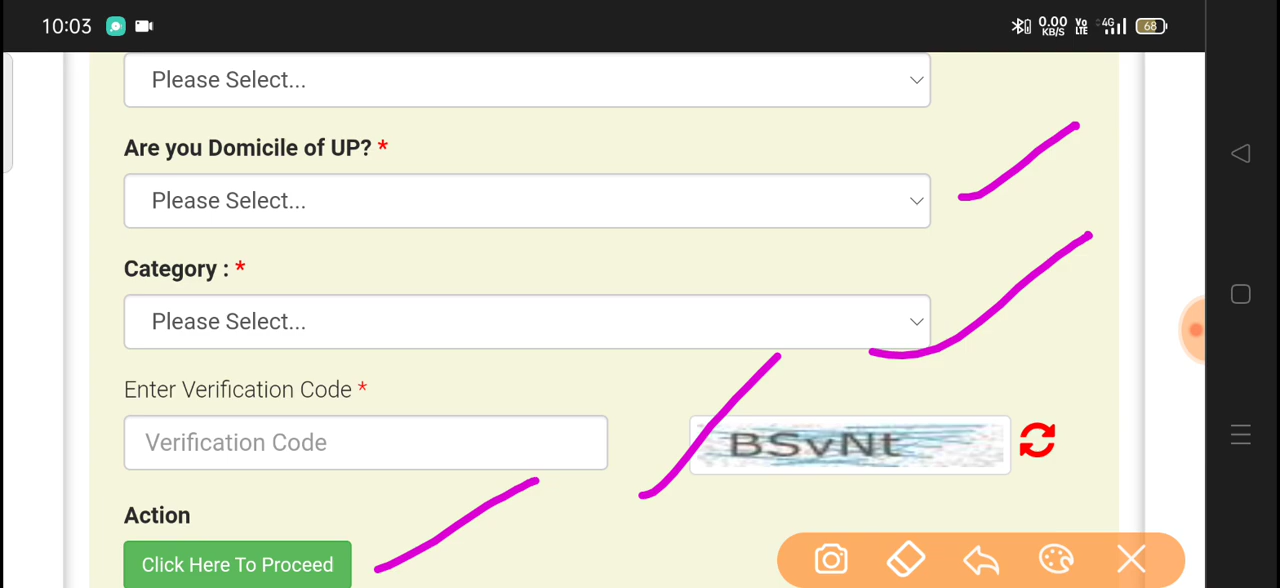 10:03 0.00 KB/S Vo LTE 4G 68
Please Select...
Are you Domicile of UP? *
Please Select...
Category : *
Please Select...
Enter Verification Code *
Verification Code BSvNt
Action
Click Here To Proceed